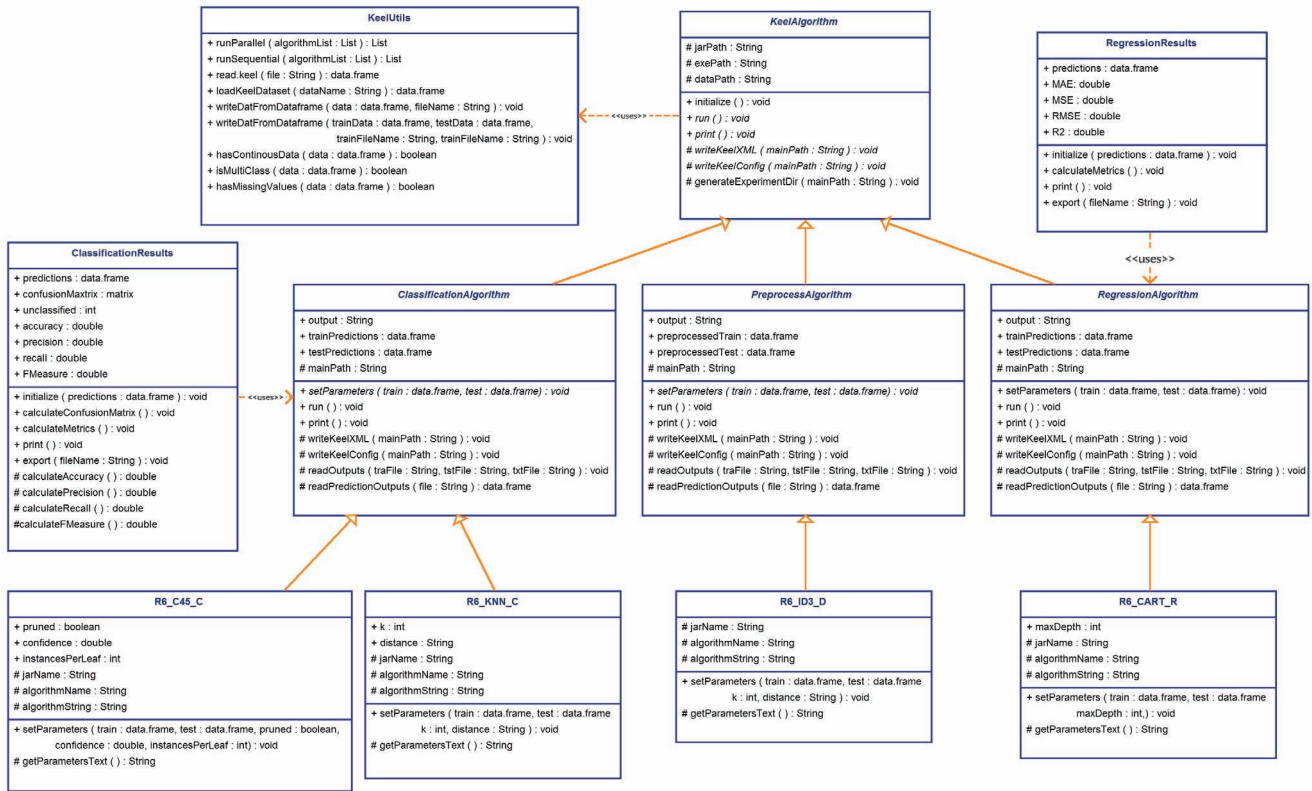 KeelUtils
+ runParallel ( algorithmList : List ) : List
+ runSequential ( algorithmList : List ) : List
+ read.keel ( file : String ) : data.frame
+ loadKeelDataset ( dataName : String ) : data.frame
+ writeDatFromDataframe ( data : data.frame, fileName : String ) : void
+ writeDatFromDataframe ( trainData : data.frame, testData : data.frame,
trainFileName : String, trainFileName : String ) : void
+ hasContinousData ( data : data.frame ) : boolean
+ isMultiClass ( data : data.frame ) : boolean
+ hasMissingValues ( data : data.frame ) : boolean
<<uses>>
KeelAlgorithm
# jarPath : String
# exePath : String
# dataPath : String
+ initialize ( ) : void
+ run ( ) : void
+ print ( ) : void
# writeKeelXML ( mainPath : String ) : void
# writeKeelConfig ( mainPath : String ) : void
# generateExperimentDir ( mainPath : String ) : void
RegressionResults
+ predictions : data.frame
+ MAE: double
+ MSE : double
+ RMSE : double
+ R2 : double
+ initialize ( predictions : data.frame ) : void
+ calculateMetrics ( ) : void
+ print ( ) : void
+ export ( fileName : String ) : void
<<uses>>
ClassificationResults
+ predictions : data.frame
+ confusionMaxtrix : matrix
+ unclassified : int
+ accuracy : double
+ precision : double
+ recall : double
+ FMeasure : double
+ initialize ( predictions : data.frame ) : void
+ calculateConfusionMatrix ( ) : void
+ calculateMetrics ( ) : void
+ print ( ) : void
+ export ( fileName : String ) : void
# calculateAccuracy ( ) : double
# calculatePrecision ( ) : double
# calculateRecall ( ) : double
#calculateFMeasure ( ) : double
<<uses>>
ClassificationAlgorithm
+ output : String
+ trainPredictions : data.frame
+ testPredictions : data.frame
# mainPath : String
+ setParameters ( train : data.frame, test : data.frame) : void
+ run ( ) : void
+ print ( ) : void
# writeKeelXML ( mainPath : String ) : void
# writeKeelConfig ( mainPath : String ) : void
# readOutputs ( traFile : String, tstFile : String, txtFile : String ) : void
# readPredictionOutputs ( file : String ) : data.frame
PreprocessAlgorithm
+ output : String
+ preprocessedTrain : data.frame
+ preprocessedTest : data.frame
# mainPath : String
+ setParameters ( train : data.frame, test : data.frame) : void
+ run ( ) : void
+ print ( ) : void
# writeKeelXML ( mainPath : String ) : void
# writeKeelConfig ( mainPath : String ) : void
# readOutputs ( traFile : String, tstFile : String, txtFile : String ) : void
# readPredictionOutputs ( file : String ) : data.frame
RegressionAlgorithm
+ output : String
+ trainPredictions : data.frame
+ testPredictions : data.frame
# mainPath : String
+ setParameters ( train : data.frame, test : data.frame) : void
+ run ( ) : void
+ print ( ) : void
# writeKeelXML ( mainPath : String ) : void
# writeKeelConfig ( mainPath : String ) : void
# readOutputs ( traFile : String, tstFile : String, txtFile : String ) : void
# readPredictionOutputs ( file : String ) : data.frame
R6_C45_C
+ pruned : boolean
+ confidence : double
+ instancesPerLeaf : int
# jarName : String
# algorithmName : String
# algorithmString : String
+ setParameters ( train : data.frame, test : data.frame, pruned : boolean,
confidence : double, instancesPerLeaf : int) : void
# getParametersText ( ) : String
R6_KNN_C
+ k : int
+ distance : String
# jarName : String
# algorithmName : String
# algorithmString : String
+ setParameters ( train : data.frame, test : data.frame
k : int, distance : String ) : void
# getParametersText ( ) : String
R6_ID3_D
# jarName : String
# algorithmName : String
# algorithmString : String
+ setParameters ( train : data.frame, test : data.frame
k : int, distance : String ) : void
# getParametersText ( ) : String
R6_CART_R
+ maxDepth : int
# jarName : String
# algorithmName : String
# algorithmString : String
+ setParameters ( train : data.frame, test : data.frame
maxDepth : int,) : void
# getParametersText ( ) : String